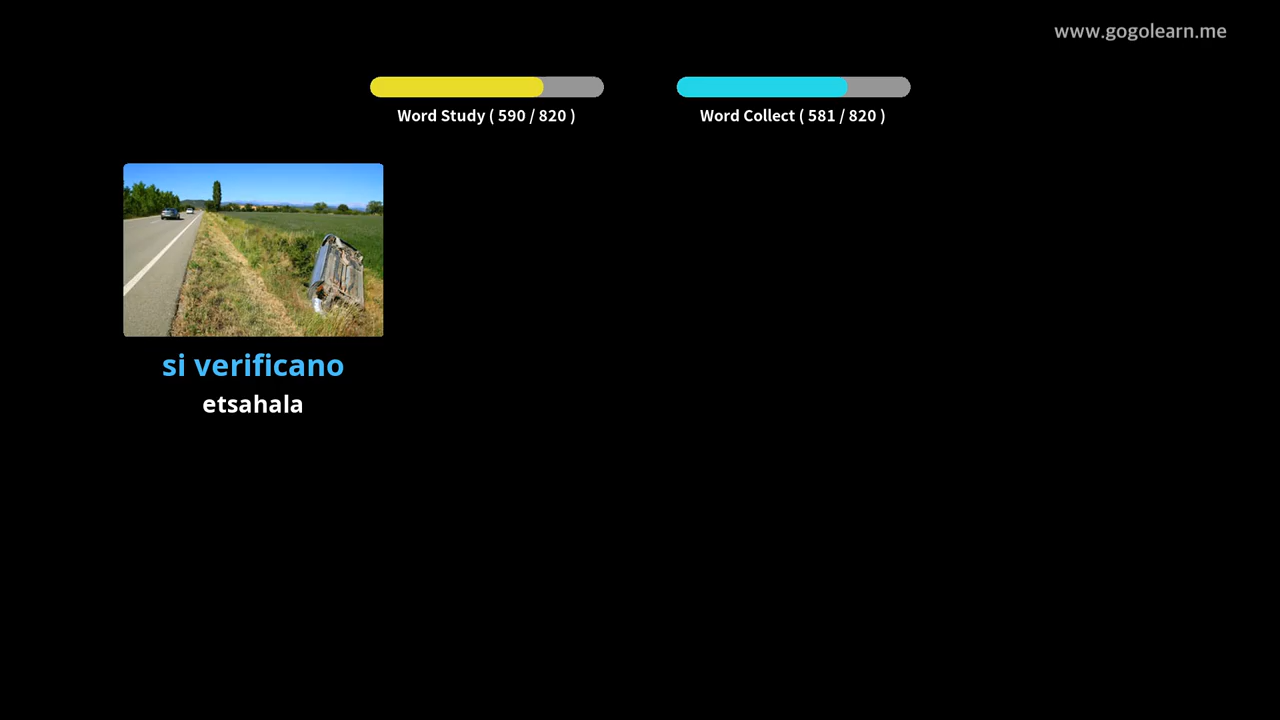 www.gogolearn.me
Word Study ( 590 / 820 )
Word Collect ( 581 / 820 )
si verificano
etsahala